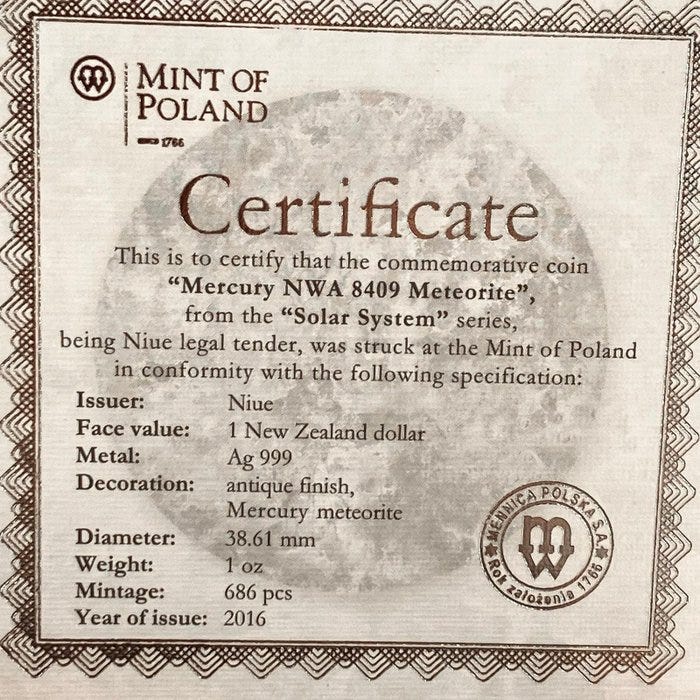 MINT OF
POLAND
1766
Certificate
This is to certify that the commemorative coin
“Mercury NWA 8409 Meteorite”,
from the “Solar System” series,
being Niue legal tender, was struck at the Mint of Poland
in conformity with the following specification:
Issuer: Niue
Face value: 1 New Zealand dollar
Metal: Ag 999
Decoration: antique finish,
Mercury meteorite
Diameter: 38.61 mm
Weight: 1 oz
Mintage: 686 pcs
Year of issue: 2016
MENNICA POLSKA S.A.
Rok założenia 1766